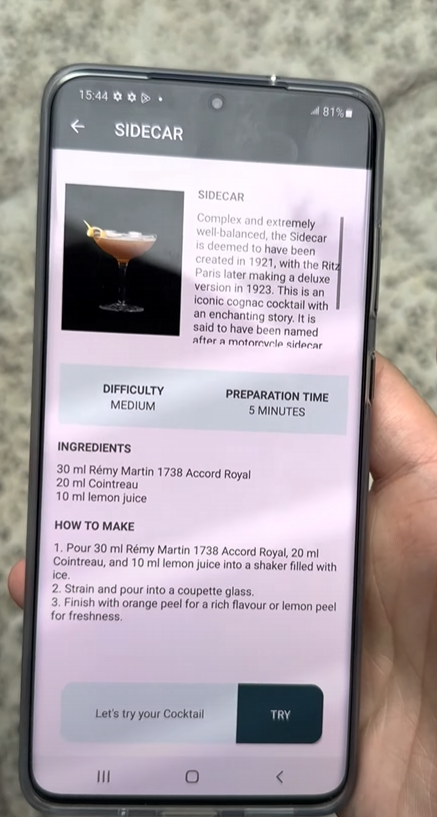 15:44
81%
SIDECAR
SIDECAR
Complex and extremely
well-balanced, the Sidecar
is deemed to have been
created in 1921, with the Ritz
Paris later making a deluxe
version in 1923. This is an
iconic cognac cocktail with
an enchanting story. It is
said to have been named
after a motorcycle sidecar
DIFFICULTY
MEDIUM
PREPARATION TIME
5 MINUTES
INGREDIENTS
30 ml Rémy Martin 1738 Accord Royal
20 ml Cointreau
10 ml lemon juice
HOW TO MAKE
1. Pour 30 ml Rémy Martin 1738 Accord Royal, 20 ml
Cointreau, and 10 ml lemon juice into a shaker filled with
ice.
2. Strain and pour into a coupette glass.
3. Finish with orange peel for a rich flavour or lemon peel
for freshness.
Let's try your Cocktail
TRY